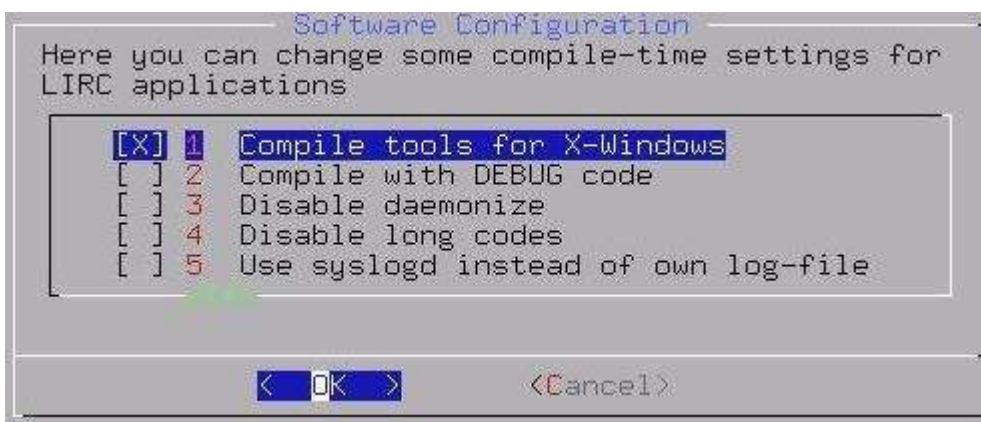 Software Configuration
Here you can change some compile-time settings for
LIRC applications
[X] 1 Compile tools for X-Windows
[ ] 2 Compile with DEBUG code
[ ] 3 Disable daemonize
[ ] 4 Disable long codes
[ ] 5 Use syslogd instead of own log-file
< OK > <Cancel>